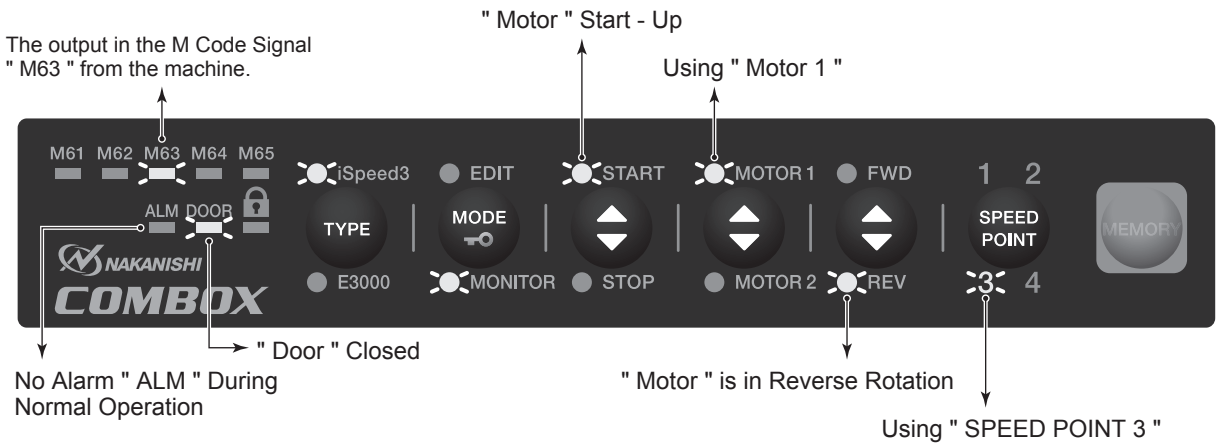 " Motor " Start - Up
The output in the M Code Signal
" M63 " from the machine.
Using " Motor 1 "
M61 M62 M63 M64 M65
iSpeed3 EDIT START MOTOR 1 FWD 1 2
ALM DOOR
TYPE MODE SPEED POINT MEMORY
NAKANISHI
COMBOX
E3000 MONITOR STOP MOTOR 2 REV 3 4
" Door " Closed
No Alarm " ALM " During
Normal Operation
" Motor " is in Reverse Rotation
Using " SPEED POINT 3 "